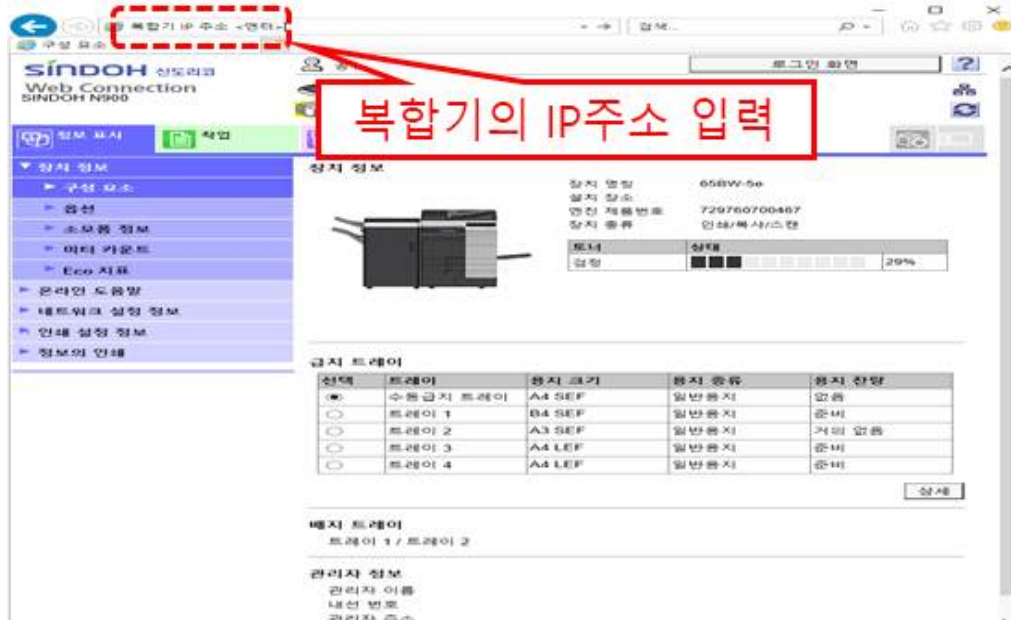 복합기 IP 주소 <엔터>
검색...
구성 요소
SINDOH 신도리코
Web Connection
SINDOH N900
로그인 화면
복합기의 IP주소 입력
정보 표시
작업
장치 정보
구성 요소
옵션
소모품 정보
미터 카운트
Eco 지표
온라인 도움말
네트워크 설정 정보
인쇄 설정 정보
정보의 인쇄
장치 정보
장치 명칭 658W-5e
설치 장소
엔진 제품번호 729760700467
장치 종류 인쇄/복사/스캔
토너 상태
검정 29%
급지 트레이
선택 트레이 용지 크기 용지 종류 용지 잔량
수동급지 트레이 A4 SEF 일반용지 없음
트레이 1 B4 SEF 일반용지 준비
트레이 2 A3 SEF 일반용지 거의 없음
트레이 3 A4 LEF 일반용지 준비
트레이 4 A4 LEF 일반용지 준비
상세
배지 트레이
트레이 1 / 트레이 2
관리자 정보
관리자 이름
내선 번호
관리자 주소